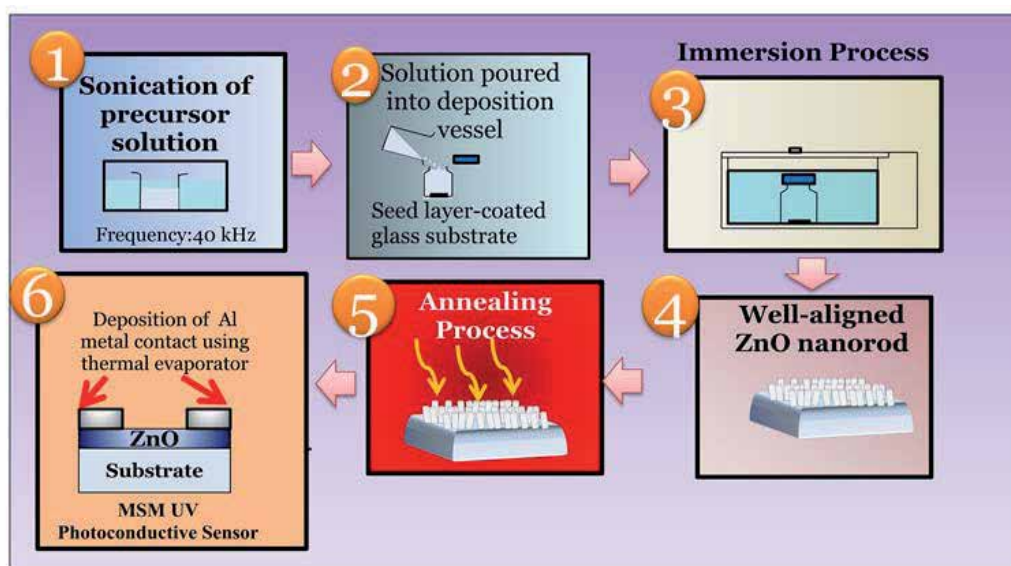 1
Sonication of
precursor
solution
Frequency:40 kHz
2
Solution poured
into deposition
vessel
Seed layer-coated
glass substrate
Immersion Process
3
4
Well-aligned
ZnO nanorod
5
Annealing
Process
6
Deposition of Al
metal contact using
thermal evaporator
ZnO
Substrate
MSM UV
Photoconductive Sensor